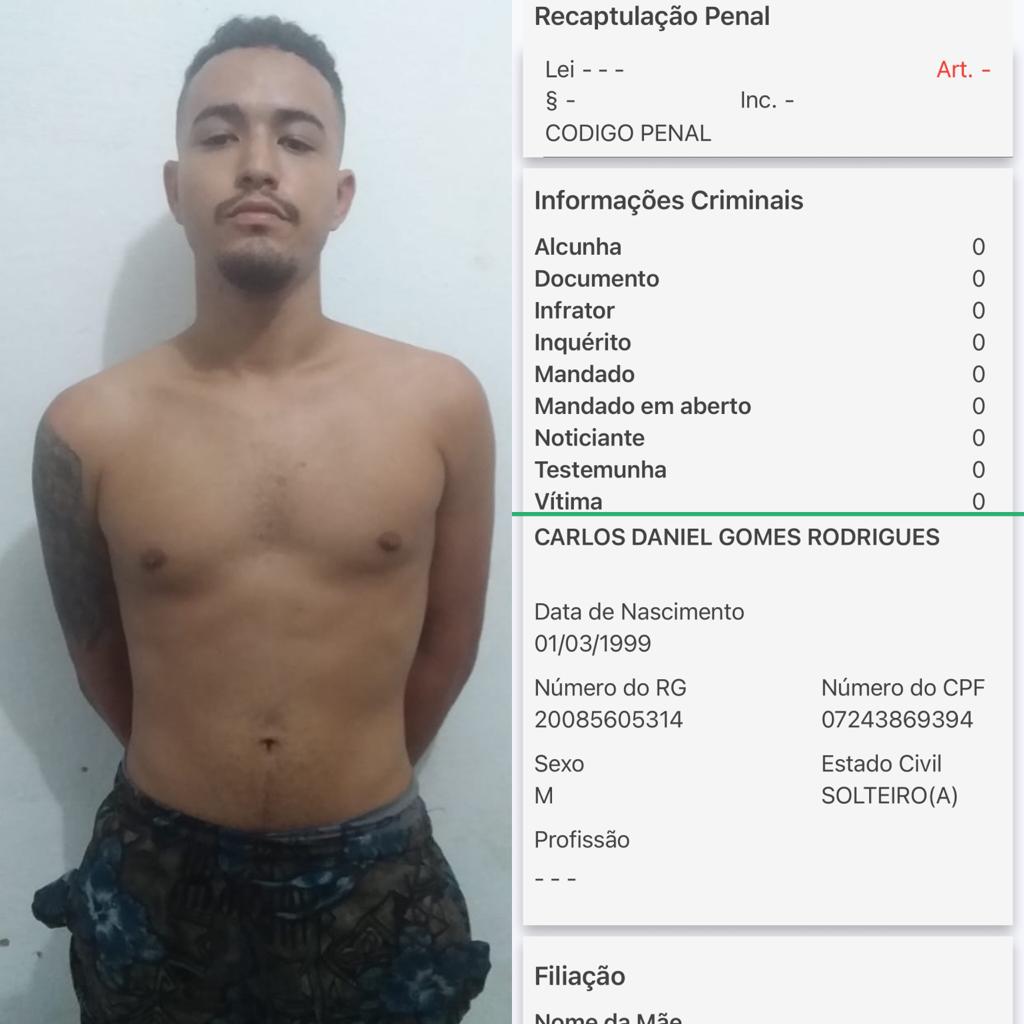 Recaptulação Penal
Lei - - - Art. -
§ - Inc. -
CODIGO PENAL
Informações Criminais
Alcunha 0
Documento 0
Infrator 0
Inquérito 0
Mandado 0
Mandado em aberto 0
Noticiante 0
Testemunha 0
Vítima 0
CARLOS DANIEL GOMES RODRIGUES
Data de Nascimento
01/03/1999
Número do RG Número do CPF
20085605314 07243869394
Sexo Estado Civil
M SOLTEIRO(A)
Profissão
- - -
Filiação
Nome da Mãe